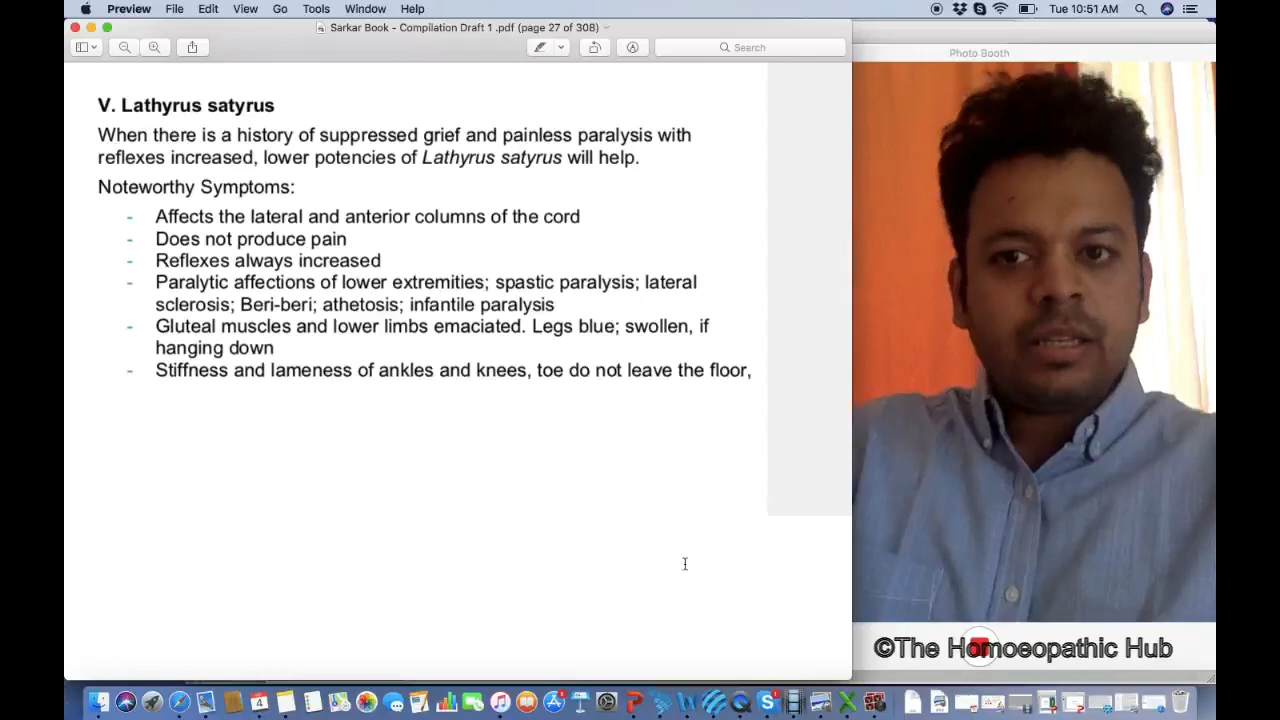 Preview File Edit View Go Tools Window Help
Tue 10:51 AM
Sarkar Book - Compilation Draft 1 .pdf (page 27 of 308)
Search
Photo Booth
V. Lathyrus satyrus
When there is a history of suppressed grief and painless paralysis with
reflexes increased, lower potencies of Lathyrus satyrus will help.
Noteworthy Symptoms:
- Affects the lateral and anterior columns of the cord
- Does not produce pain
- Reflexes always increased
- Paralytic affections of lower extremities; spastic paralysis; lateral
sclerosis; Beri-beri; athetosis; infantile paralysis
- Gluteal muscles and lower limbs emaciated. Legs blue; swollen, if
hanging down
- Stiffness and lameness of ankles and knees, toe do not leave the floor,
©The Homoeopathic Hub